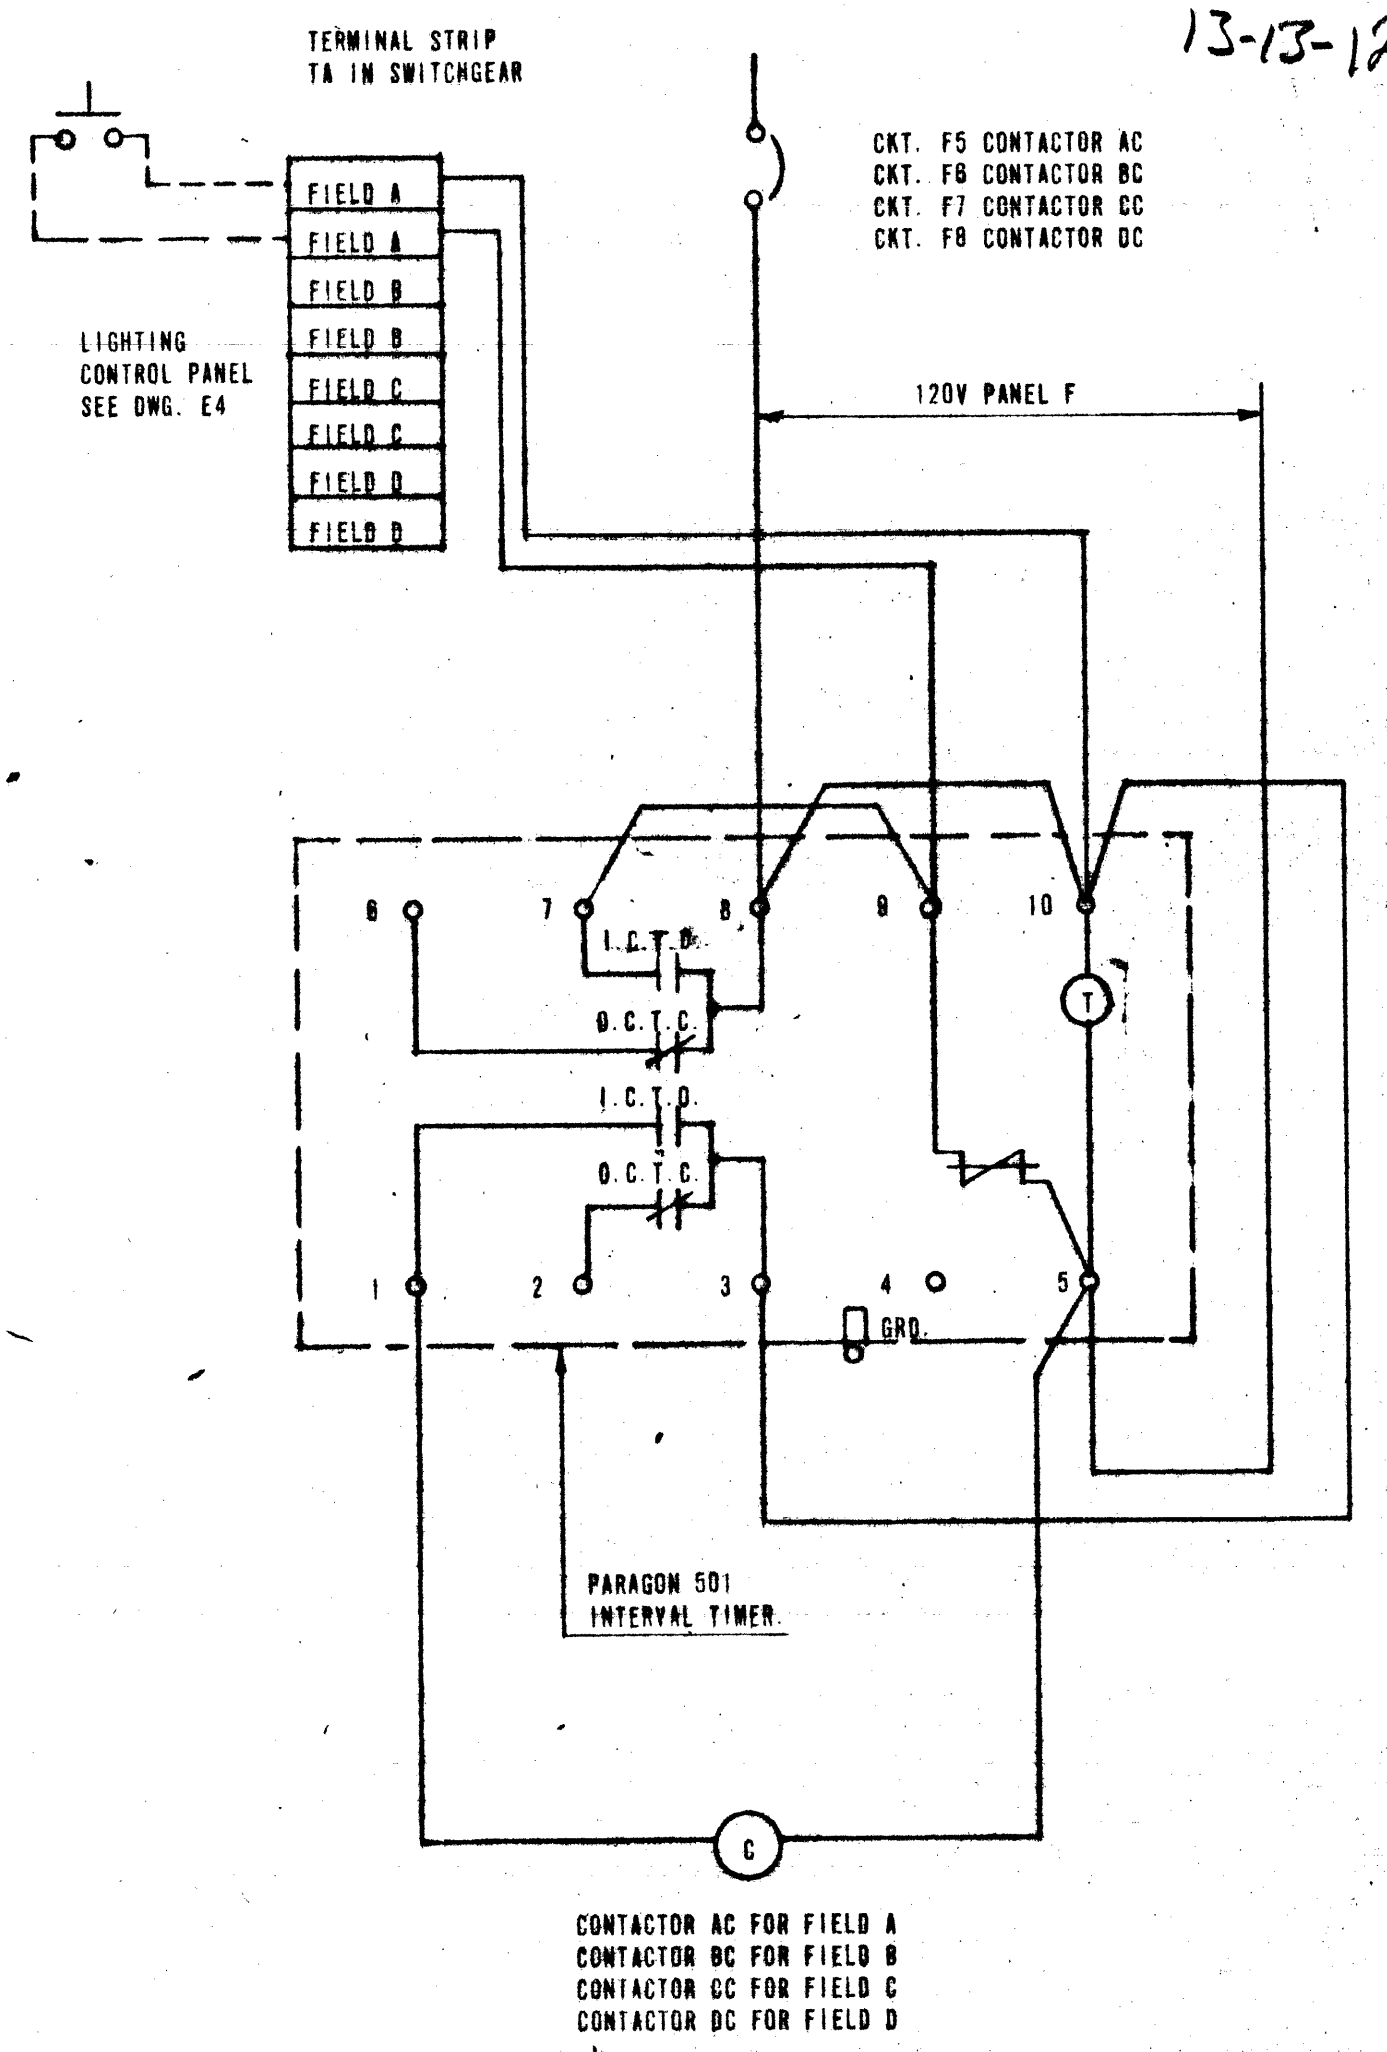 13-13-12
TERMINAL STRIP
TA IN SWITCHGEAR
CKT. F5 CONTACTOR AC
CKT. F6 CONTACTOR BC
CKT. F7 CONTACTOR CC
CKT. F8 CONTACTOR DC
FIELD A
FIELD A
FIELD B
FIELD B
FIELD C
FIELD C
FIELD D
FIELD D
LIGHTING
CONTROL PANEL
SEE DWG. E4
120V PANEL F
6 7 8 9 10
I.C.T.O.
T
O.C.T.C.
I.C.T.O.
O.C.T.C.
1 2 3 4 5
GRD.
PARAGON 501
INTERVAL TIMER.
C
CONTACTOR AC FOR FIELD A
CONTACTOR BC FOR FIELD B
CONTACTOR CC FOR FIELD C
CONTACTOR DC FOR FIELD D